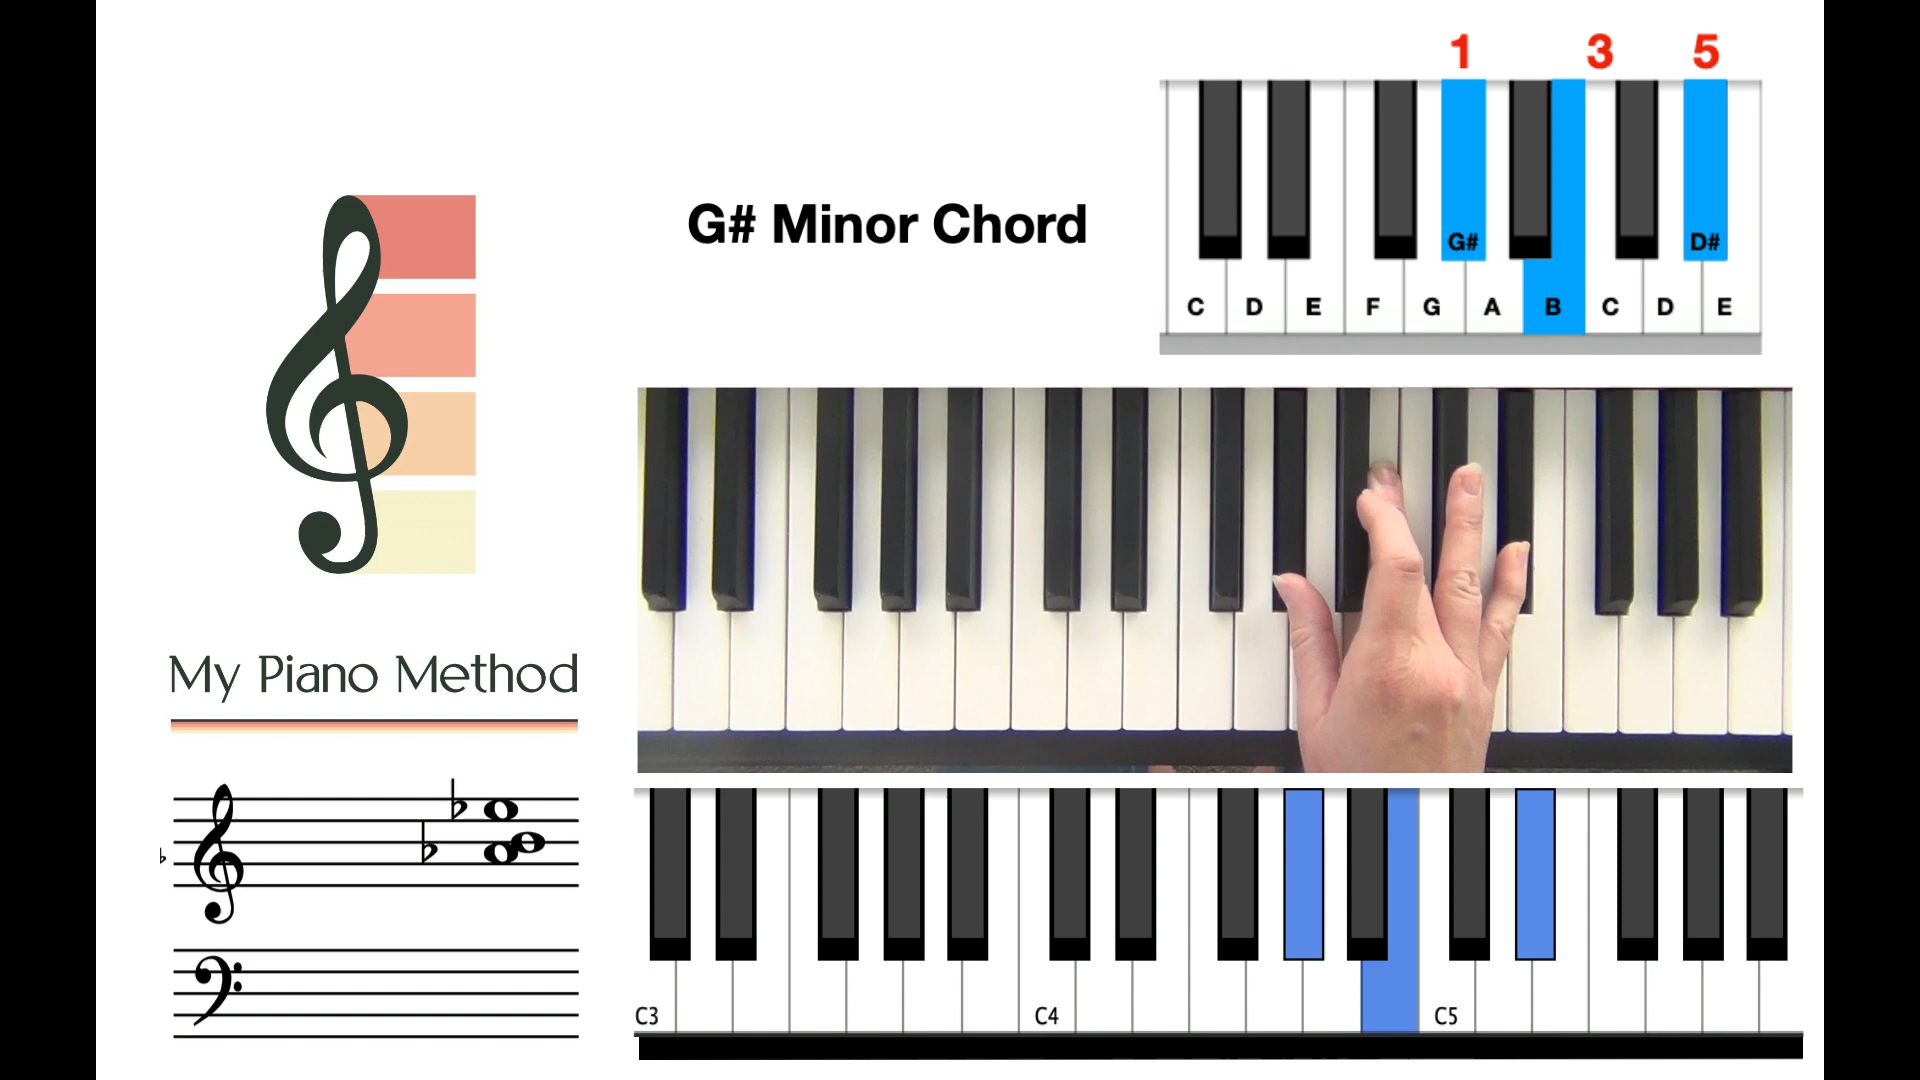 1 3 5
G# Minor Chord
G# D#
C D E F G A B C D E
My Piano Method
C3 C4 C5